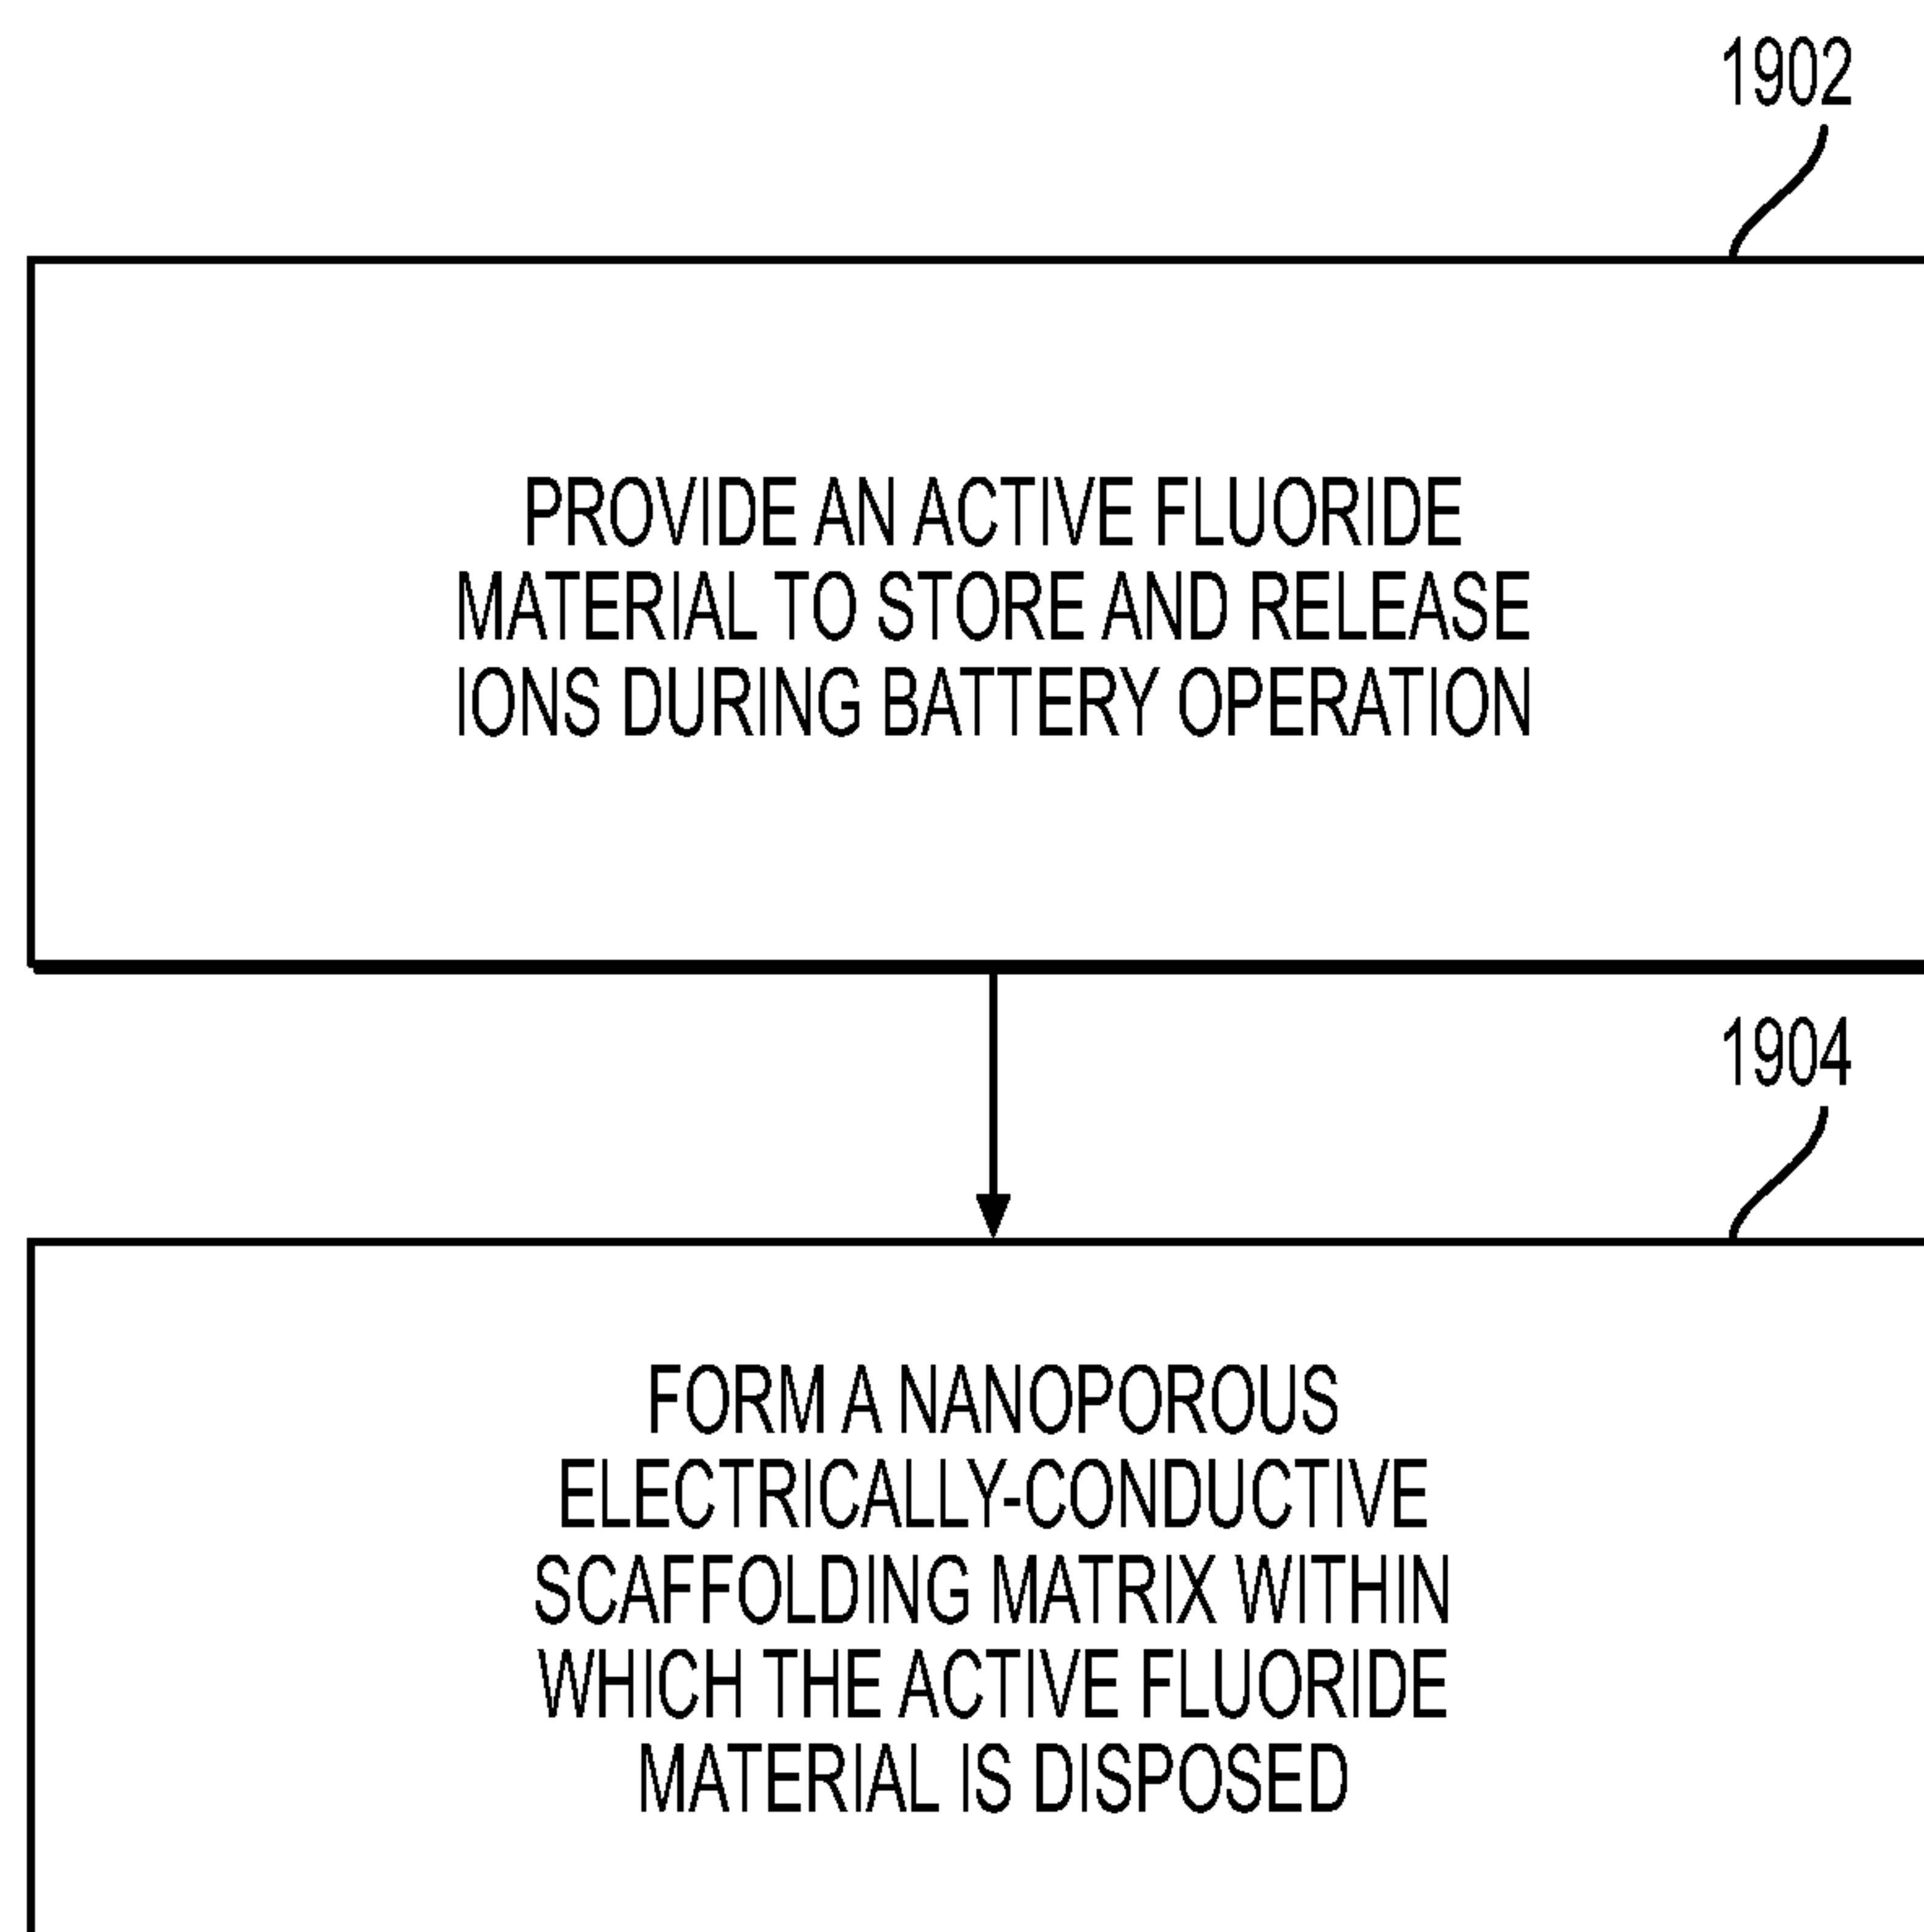 1902
PROVIDE AN ACTIVE FLUORIDE
MATERIAL TO STORE AND RELEASE
IONS DURING BATTERY OPERATION
1904
FORM A NANOPOROUS
ELECTRICALLY-CONDUCTIVE
SCAFFOLDING MATRIX WITHIN
WHICH THE ACTIVE FLUORIDE
MATERIAL IS DISPOSED